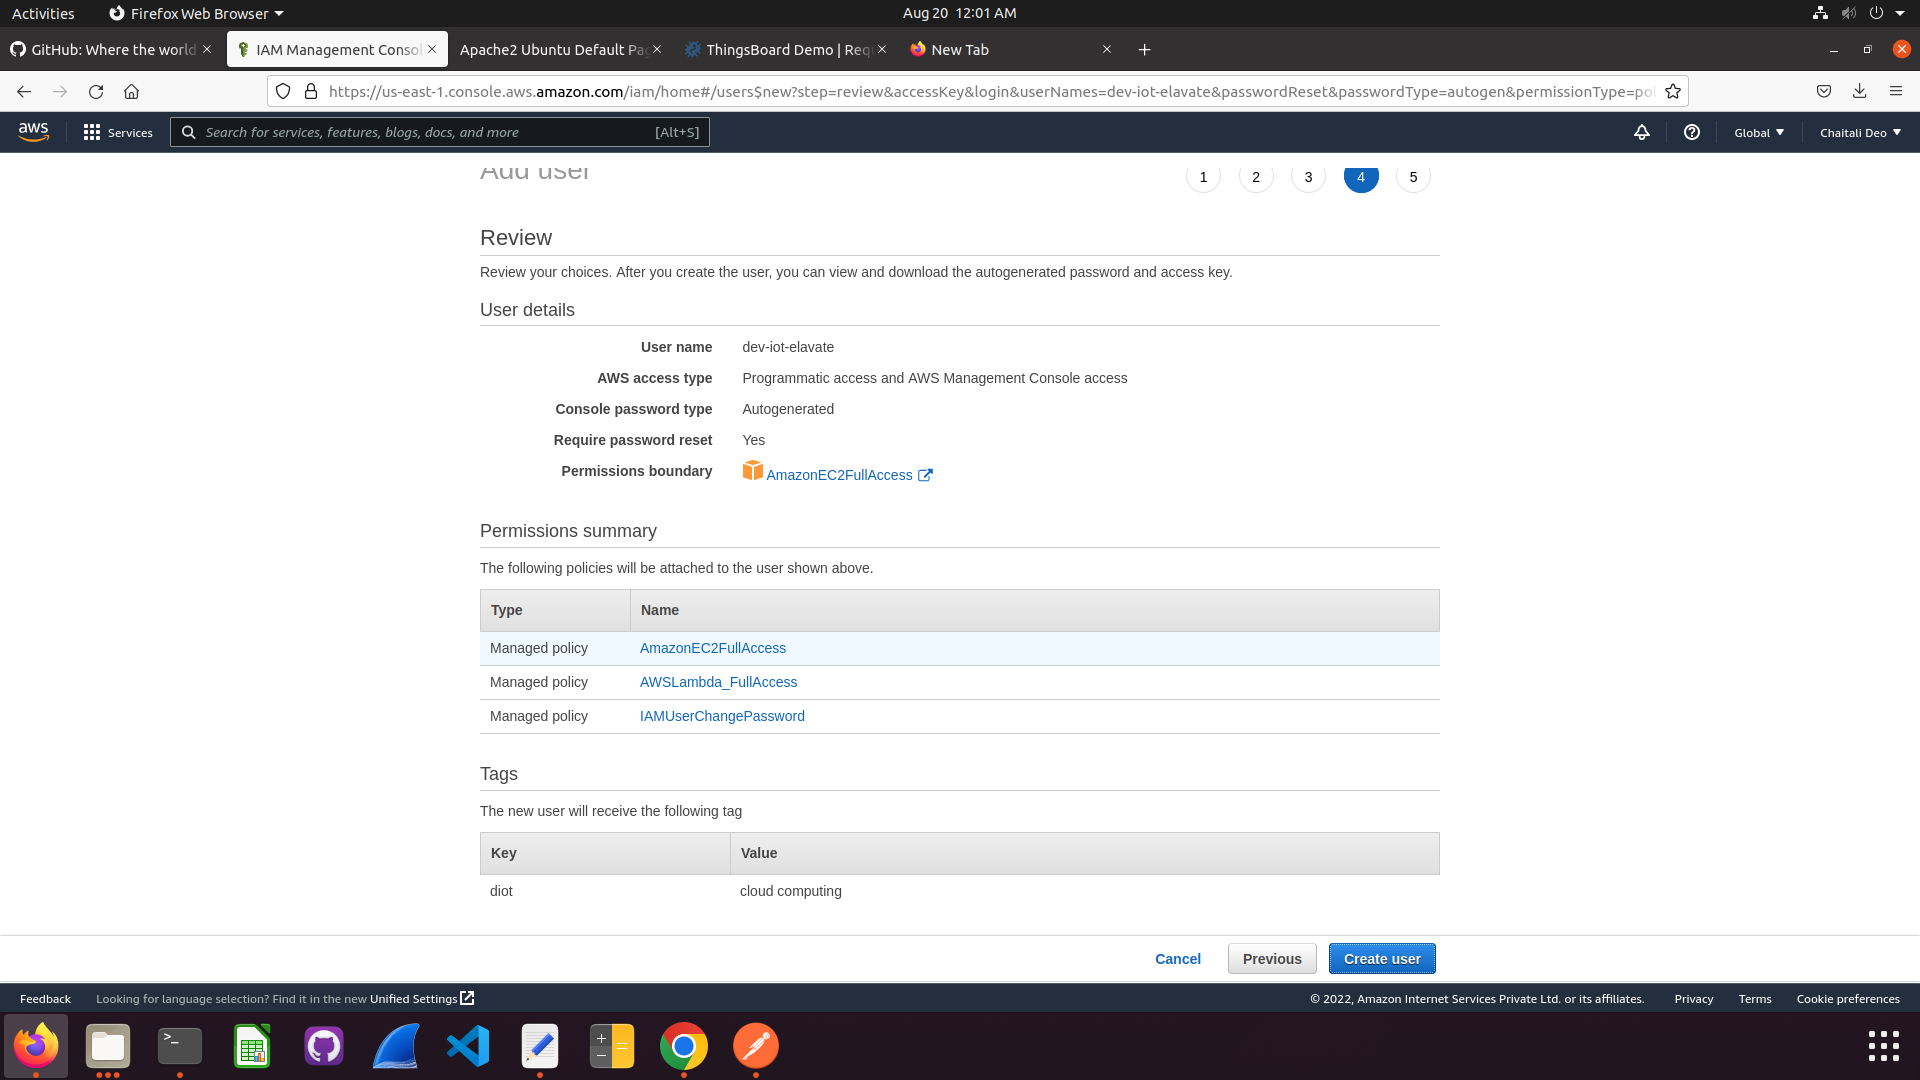 Activities Firefox Web Browser Aug 20 12:01 AM
GitHub: Where the world IAM Management Consol Apache2 Ubuntu Default Pag ThingsBoard Demo | Requ New Tab
https://us-east-1.console.aws.amazon.com/iam/home#/users$new?step=review&accessKey&login&userNames=dev-iot-elavate&passwordReset&passwordType=autogen&permissionType=pol
aws Services Search for services, features, blogs, docs, and more [Alt+S] Global Chaitali Deo
Add user 1 2 3 4 5
Review
Review your choices. After you create the user, you can view and download the autogenerated password and access key.
User details
User name dev-iot-elavate
AWS access type Programmatic access and AWS Management Console access
Console password type Autogenerated
Require password reset Yes
Permissions boundary AmazonEC2FullAccess
Permissions summary
The following policies will be attached to the user shown above.
Type Name
Managed policy AmazonEC2FullAccess
Managed policy AWSLambda_FullAccess
Managed policy IAMUserChangePassword
Tags
The new user will receive the following tag
Key Value
diot cloud computing
Cancel Previous Create user
Feedback Looking for language selection? Find it in the new Unified Settings © 2022, Amazon Internet Services Private Ltd. or its affiliates. Privacy Terms Cookie preferences